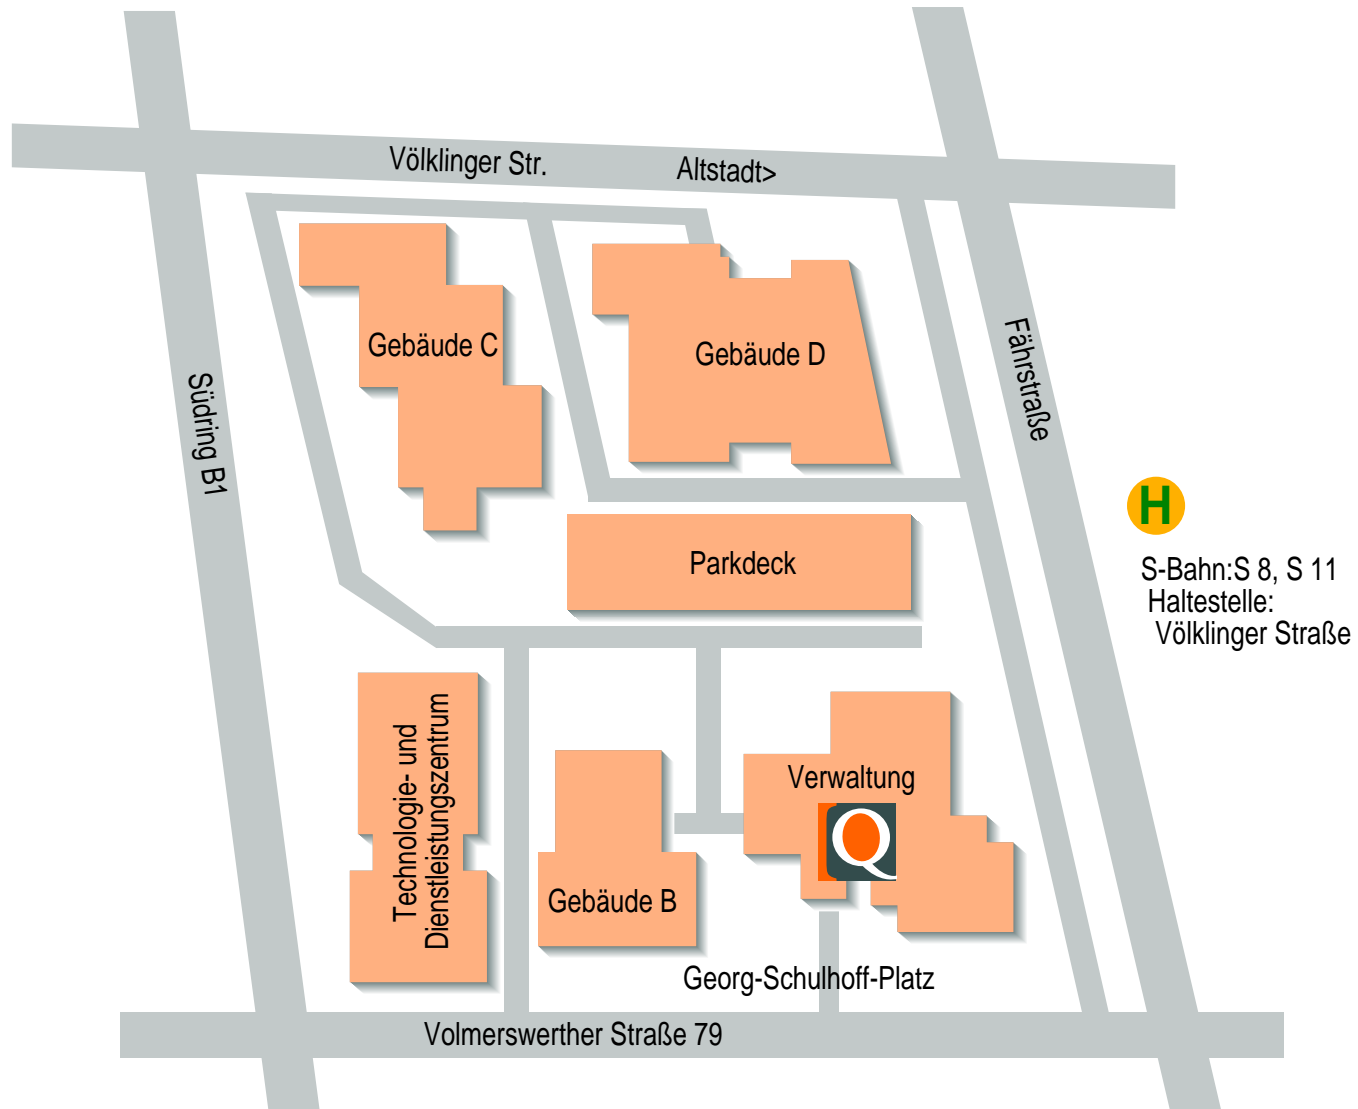 Völklinger Str.
Altstadt>
Gebäude C
Gebäude D
Südring B1
Fährstraße
H
Parkdeck
S-Bahn:S 8, S 11
Haltestelle:
Völklinger Straße
Technologie- und
Dienstleistungszentrum
Verwaltung
Q
Gebäude B
Georg-Schulhoff-Platz
Volmerswerther Straße 79